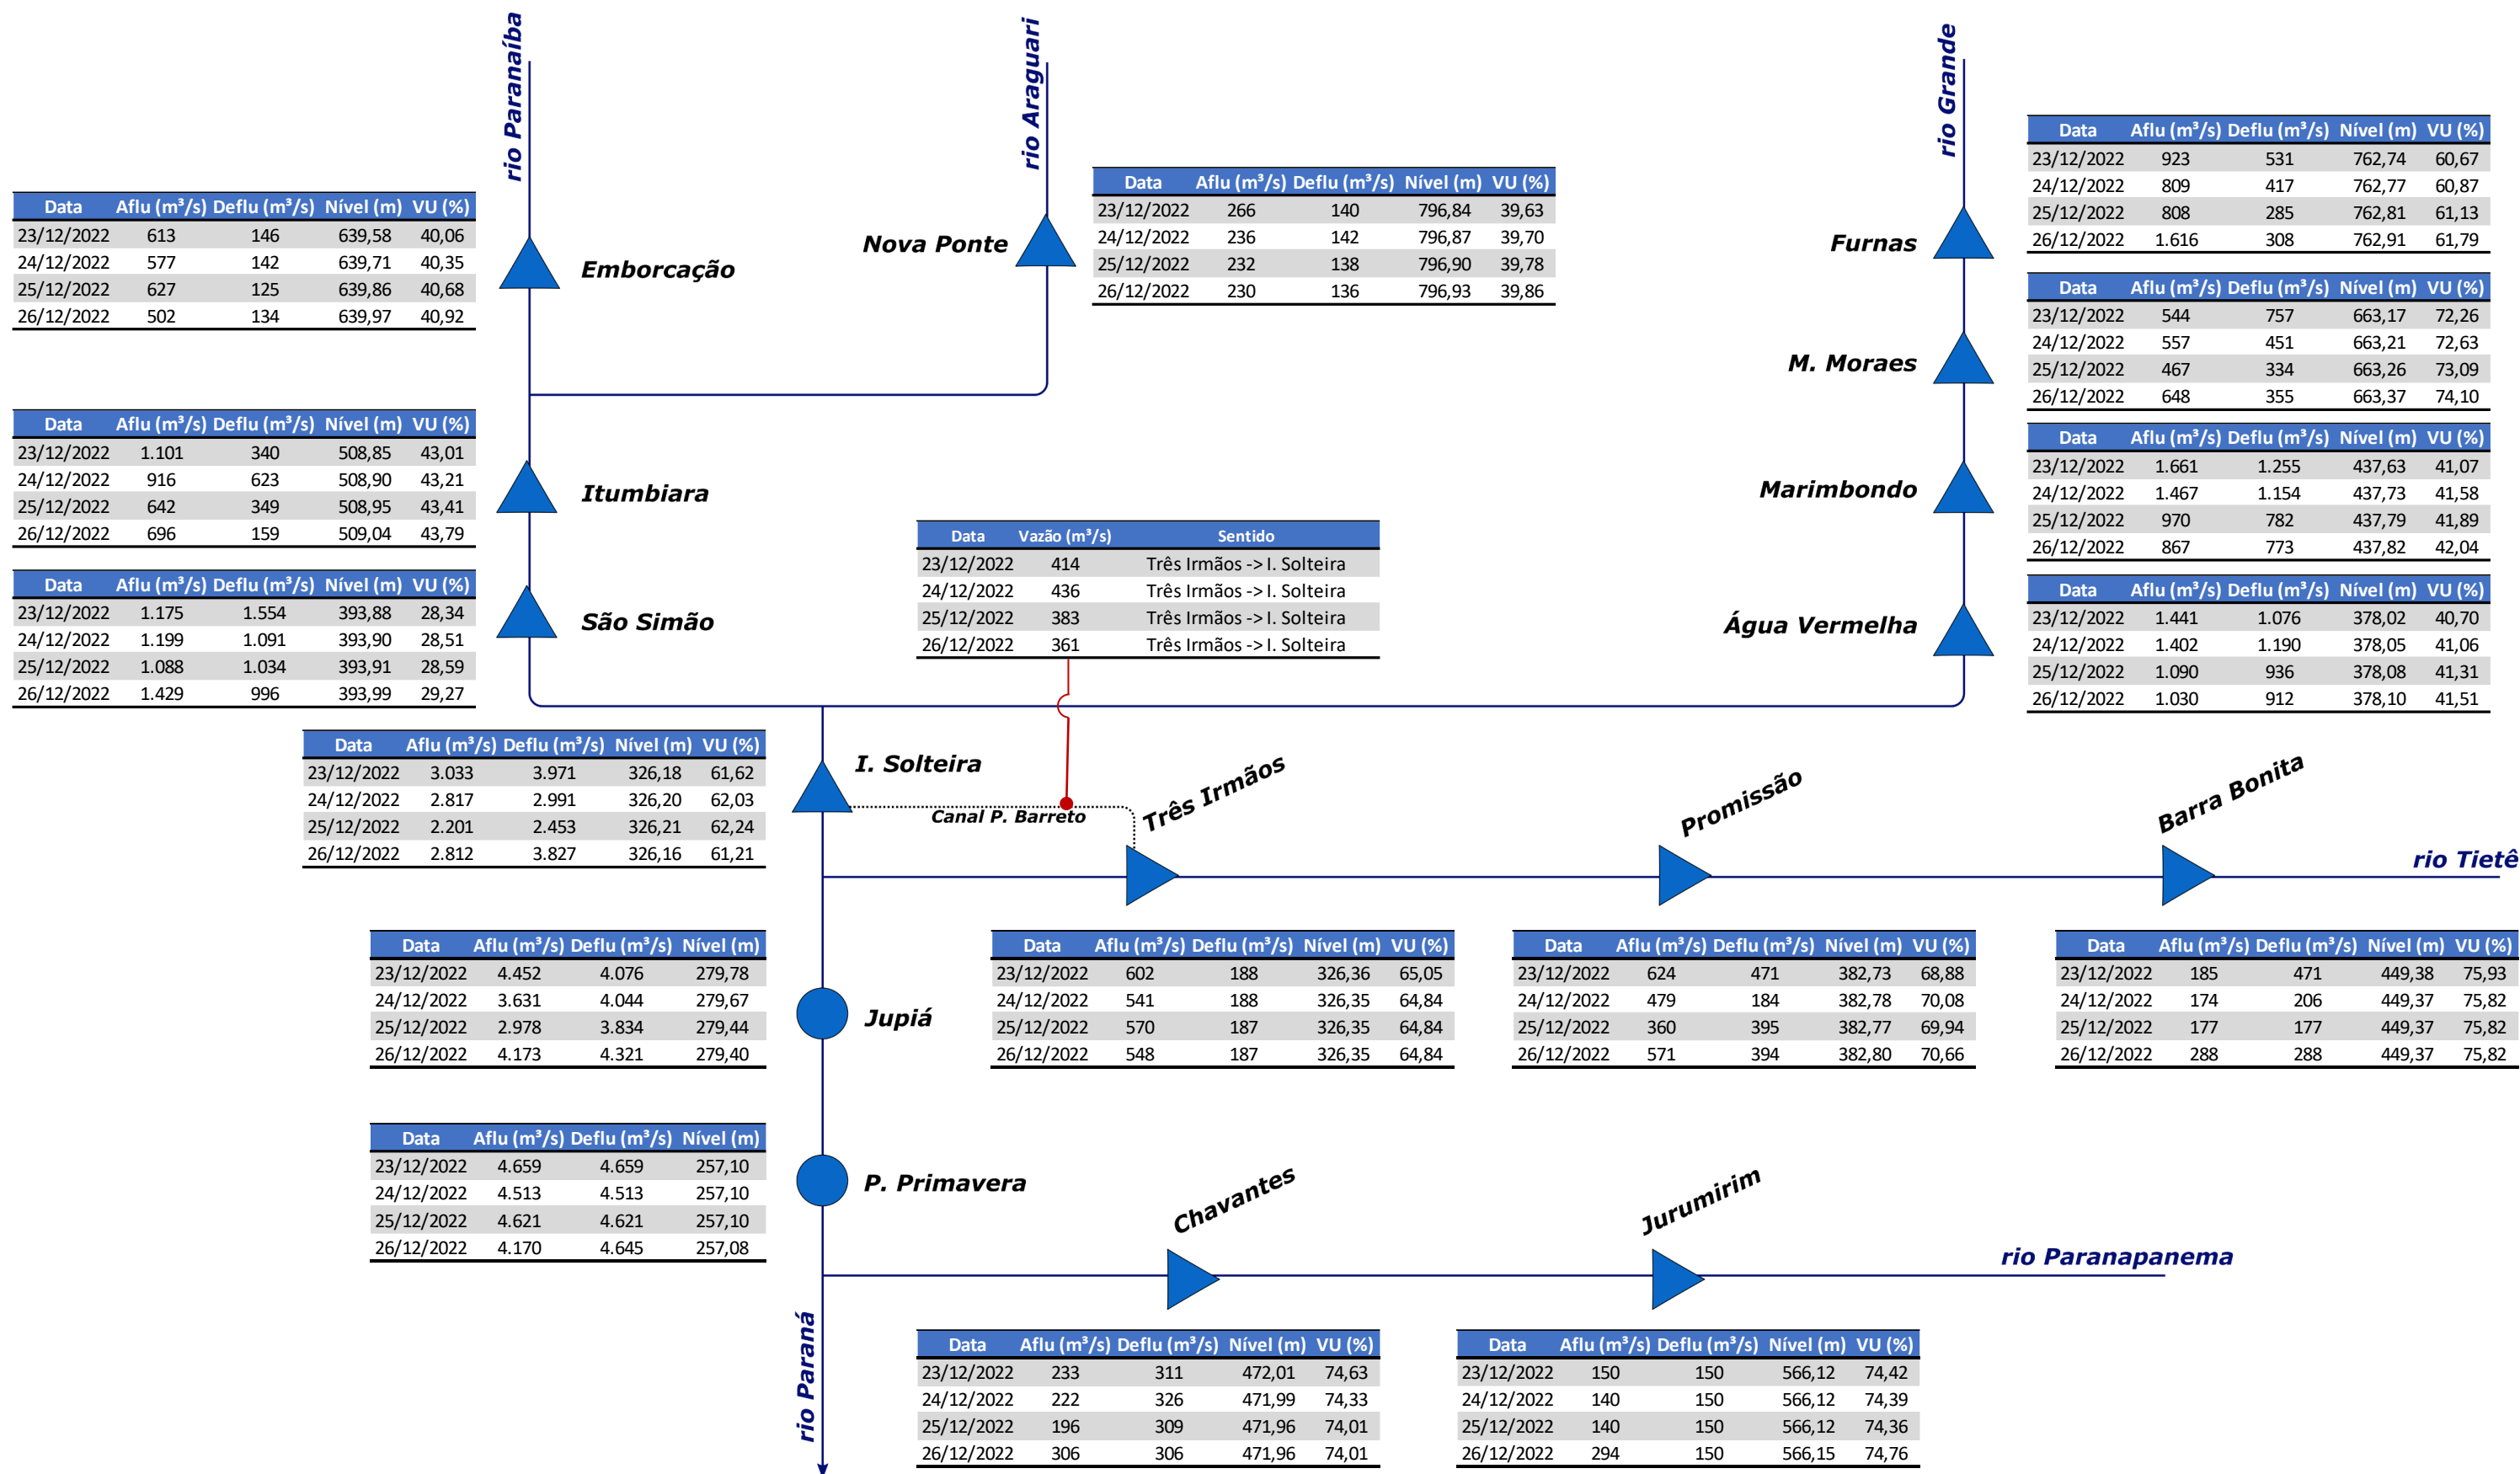 rio Paranaíba
rio Araguari
rio Grande
Data Aflu (m³/s) Deflu (m³/s) Nível (m) VU (%)
23/12/2022 613 146 639,58 40,06
24/12/2022 577 142 639,71 40,35
25/12/2022 627 125 639,86 40,68
26/12/2022 502 134 639,97 40,92
Emborcação
Nova Ponte
Data Aflu (m³/s) Deflu (m³/s) Nível (m) VU (%)
23/12/2022 266 140 796,84 39,63
24/12/2022 236 142 796,87 39,70
25/12/2022 232 138 796,90 39,78
26/12/2022 230 136 796,93 39,86
Furnas
Data Aflu (m³/s) Deflu (m³/s) Nível (m) VU (%)
23/12/2022 923 531 762,74 60,67
24/12/2022 809 417 762,77 60,87
25/12/2022 808 285 762,81 61,13
26/12/2022 1.616 308 762,91 61,79
M. Moraes
Data Aflu (m³/s) Deflu (m³/s) Nível (m) VU (%)
23/12/2022 544 757 663,17 72,26
24/12/2022 557 451 663,21 72,63
25/12/2022 467 334 663,26 73,09
26/12/2022 648 355 663,37 74,10
Data Aflu (m³/s) Deflu (m³/s) Nível (m) VU (%)
23/12/2022 1.101 340 508,85 43,01
24/12/2022 916 623 508,90 43,21
25/12/2022 642 349 508,95 43,41
26/12/2022 696 159 509,04 43,79
Itumbiara
Marimbondo
Data Aflu (m³/s) Deflu (m³/s) Nível (m) VU (%)
23/12/2022 1.661 1.255 437,63 41,07
24/12/2022 1.467 1.154 437,73 41,58
25/12/2022 970 782 437,79 41,89
26/12/2022 867 773 437,82 42,04
Data Aflu (m³/s) Deflu (m³/s) Nível (m) VU (%)
23/12/2022 1.175 1.554 393,88 28,34
24/12/2022 1.199 1.091 393,90 28,51
25/12/2022 1.088 1.034 393,91 28,59
26/12/2022 1.429 996 393,99 29,27
São Simão
Data Vazão (m³/s) Sentido
23/12/2022 414 Três Irmãos -> I. Solteira
24/12/2022 436 Três Irmãos -> I. Solteira
25/12/2022 383 Três Irmãos -> I. Solteira
26/12/2022 361 Três Irmãos -> I. Solteira
Água Vermelha
Data Aflu (m³/s) Deflu (m³/s) Nível (m) VU (%)
23/12/2022 1.441 1.076 378,02 40,70
24/12/2022 1.402 1.190 378,05 41,06
25/12/2022 1.090 936 378,08 41,31
26/12/2022 1.030 912 378,10 41,51
Data Aflu (m³/s) Deflu (m³/s) Nível (m) VU (%)
23/12/2022 3.033 3.971 326,18 61,62
24/12/2022 2.817 2.991 326,20 62,03
25/12/2022 2.201 2.453 326,21 62,24
26/12/2022 2.812 3.827 326,16 61,21
I. Solteira
Canal P. Barreto
Três Irmãos
Promissão
Barra Bonita
rio Tietê
Data Aflu (m³/s) Deflu (m³/s) Nível (m)
23/12/2022 4.452 4.076 279,78
24/12/2022 3.631 4.044 279,67
25/12/2022 2.978 3.834 279,44
26/12/2022 4.173 4.321 279,40
Jupiá
Data Aflu (m³/s) Deflu (m³/s) Nível (m) VU (%)
23/12/2022 602 188 326,36 65,05
24/12/2022 541 188 326,35 64,84
25/12/2022 570 187 326,35 64,84
26/12/2022 548 187 326,35 64,84
Data Aflu (m³/s) Deflu (m³/s) Nível (m) VU (%)
23/12/2022 624 471 382,73 68,88
24/12/2022 479 184 382,78 70,08
25/12/2022 360 395 382,77 69,94
26/12/2022 571 394 382,80 70,66
Data Aflu (m³/s) Deflu (m³/s) Nível (m) VU (%)
23/12/2022 185 471 449,38 75,93
24/12/2022 174 206 449,37 75,82
25/12/2022 177 177 449,37 75,82
26/12/2022 288 288 449,37 75,82
Data Aflu (m³/s) Deflu (m³/s) Nível (m)
23/12/2022 4.659 4.659 257,10
24/12/2022 4.513 4.513 257,10
25/12/2022 4.621 4.621 257,10
26/12/2022 4.170 4.645 257,08
P. Primavera
Chavantes
Jurumirim
rio Paranapanema
rio Paraná
Data Aflu (m³/s) Deflu (m³/s) Nível (m) VU (%)
23/12/2022 233 311 472,01 74,63
24/12/2022 222 326 471,99 74,33
25/12/2022 196 309 471,96 74,01
26/12/2022 306 306 471,96 74,01
Data Aflu (m³/s) Deflu (m³/s) Nível (m) VU (%)
23/12/2022 150 150 566,12 74,42
24/12/2022 140 150 566,12 74,39
25/12/2022 140 150 566,12 74,36
26/12/2022 294 150 566,15 74,76